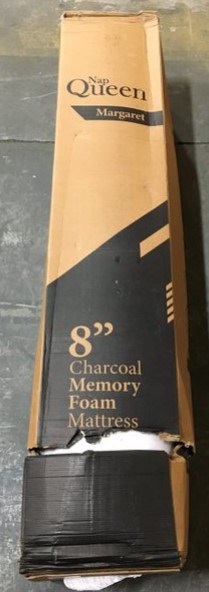 Nap
Queen
Margaret
8”
Charcoal
Memory
Foam
Mattress